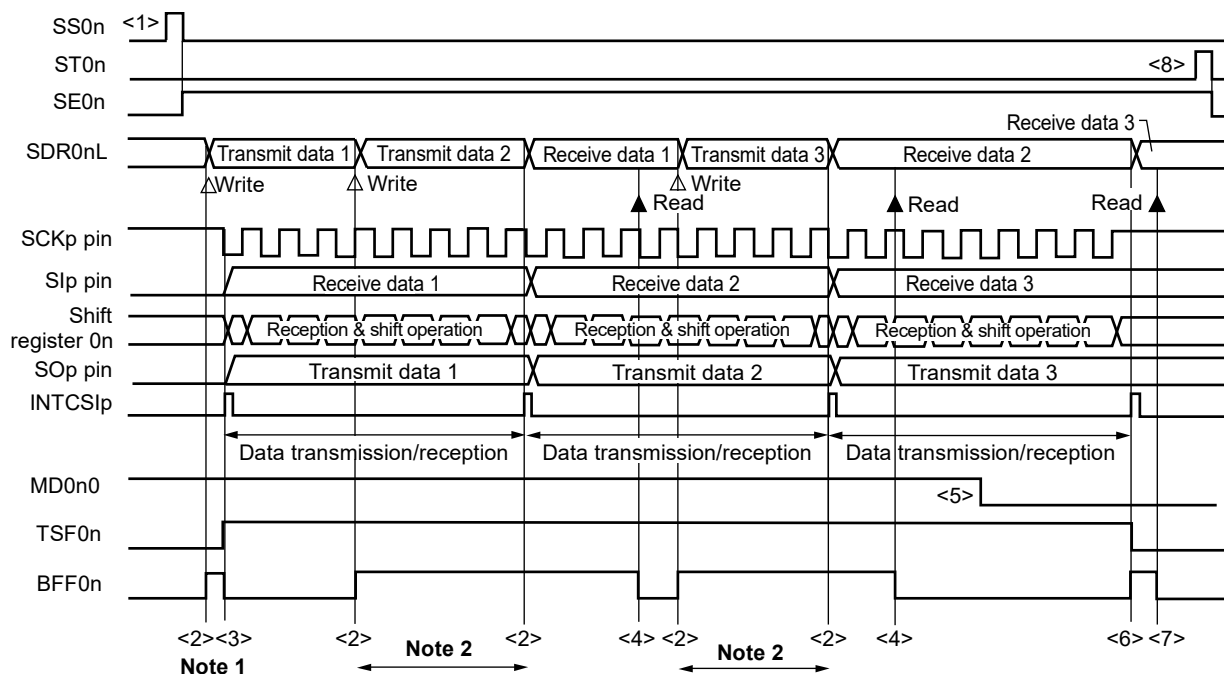 SS0n <1>
ST0n <8>
SE0n
Receive data 3
SDR0nL Transmit data 1 Transmit data 2 Receive data 1 Transmit data 3 Receive data 2
Write Write Write
Read Read Read
SCKp pin
SIp pin Receive data 1 Receive data 2 Receive data 3
Shift
register 0n Reception & shift operation Reception & shift operation Reception & shift operation
SOp pin Transmit data 1 Transmit data 2 Transmit data 3
INTCSIp
Data transmission/reception Data transmission/reception Data transmission/reception
MD0n0 <5>
TSF0n
BFF0n
<2> <3> <2> <2> <4> <2> <2> <4> <6> <7>
Note 1 Note 2 Note 2